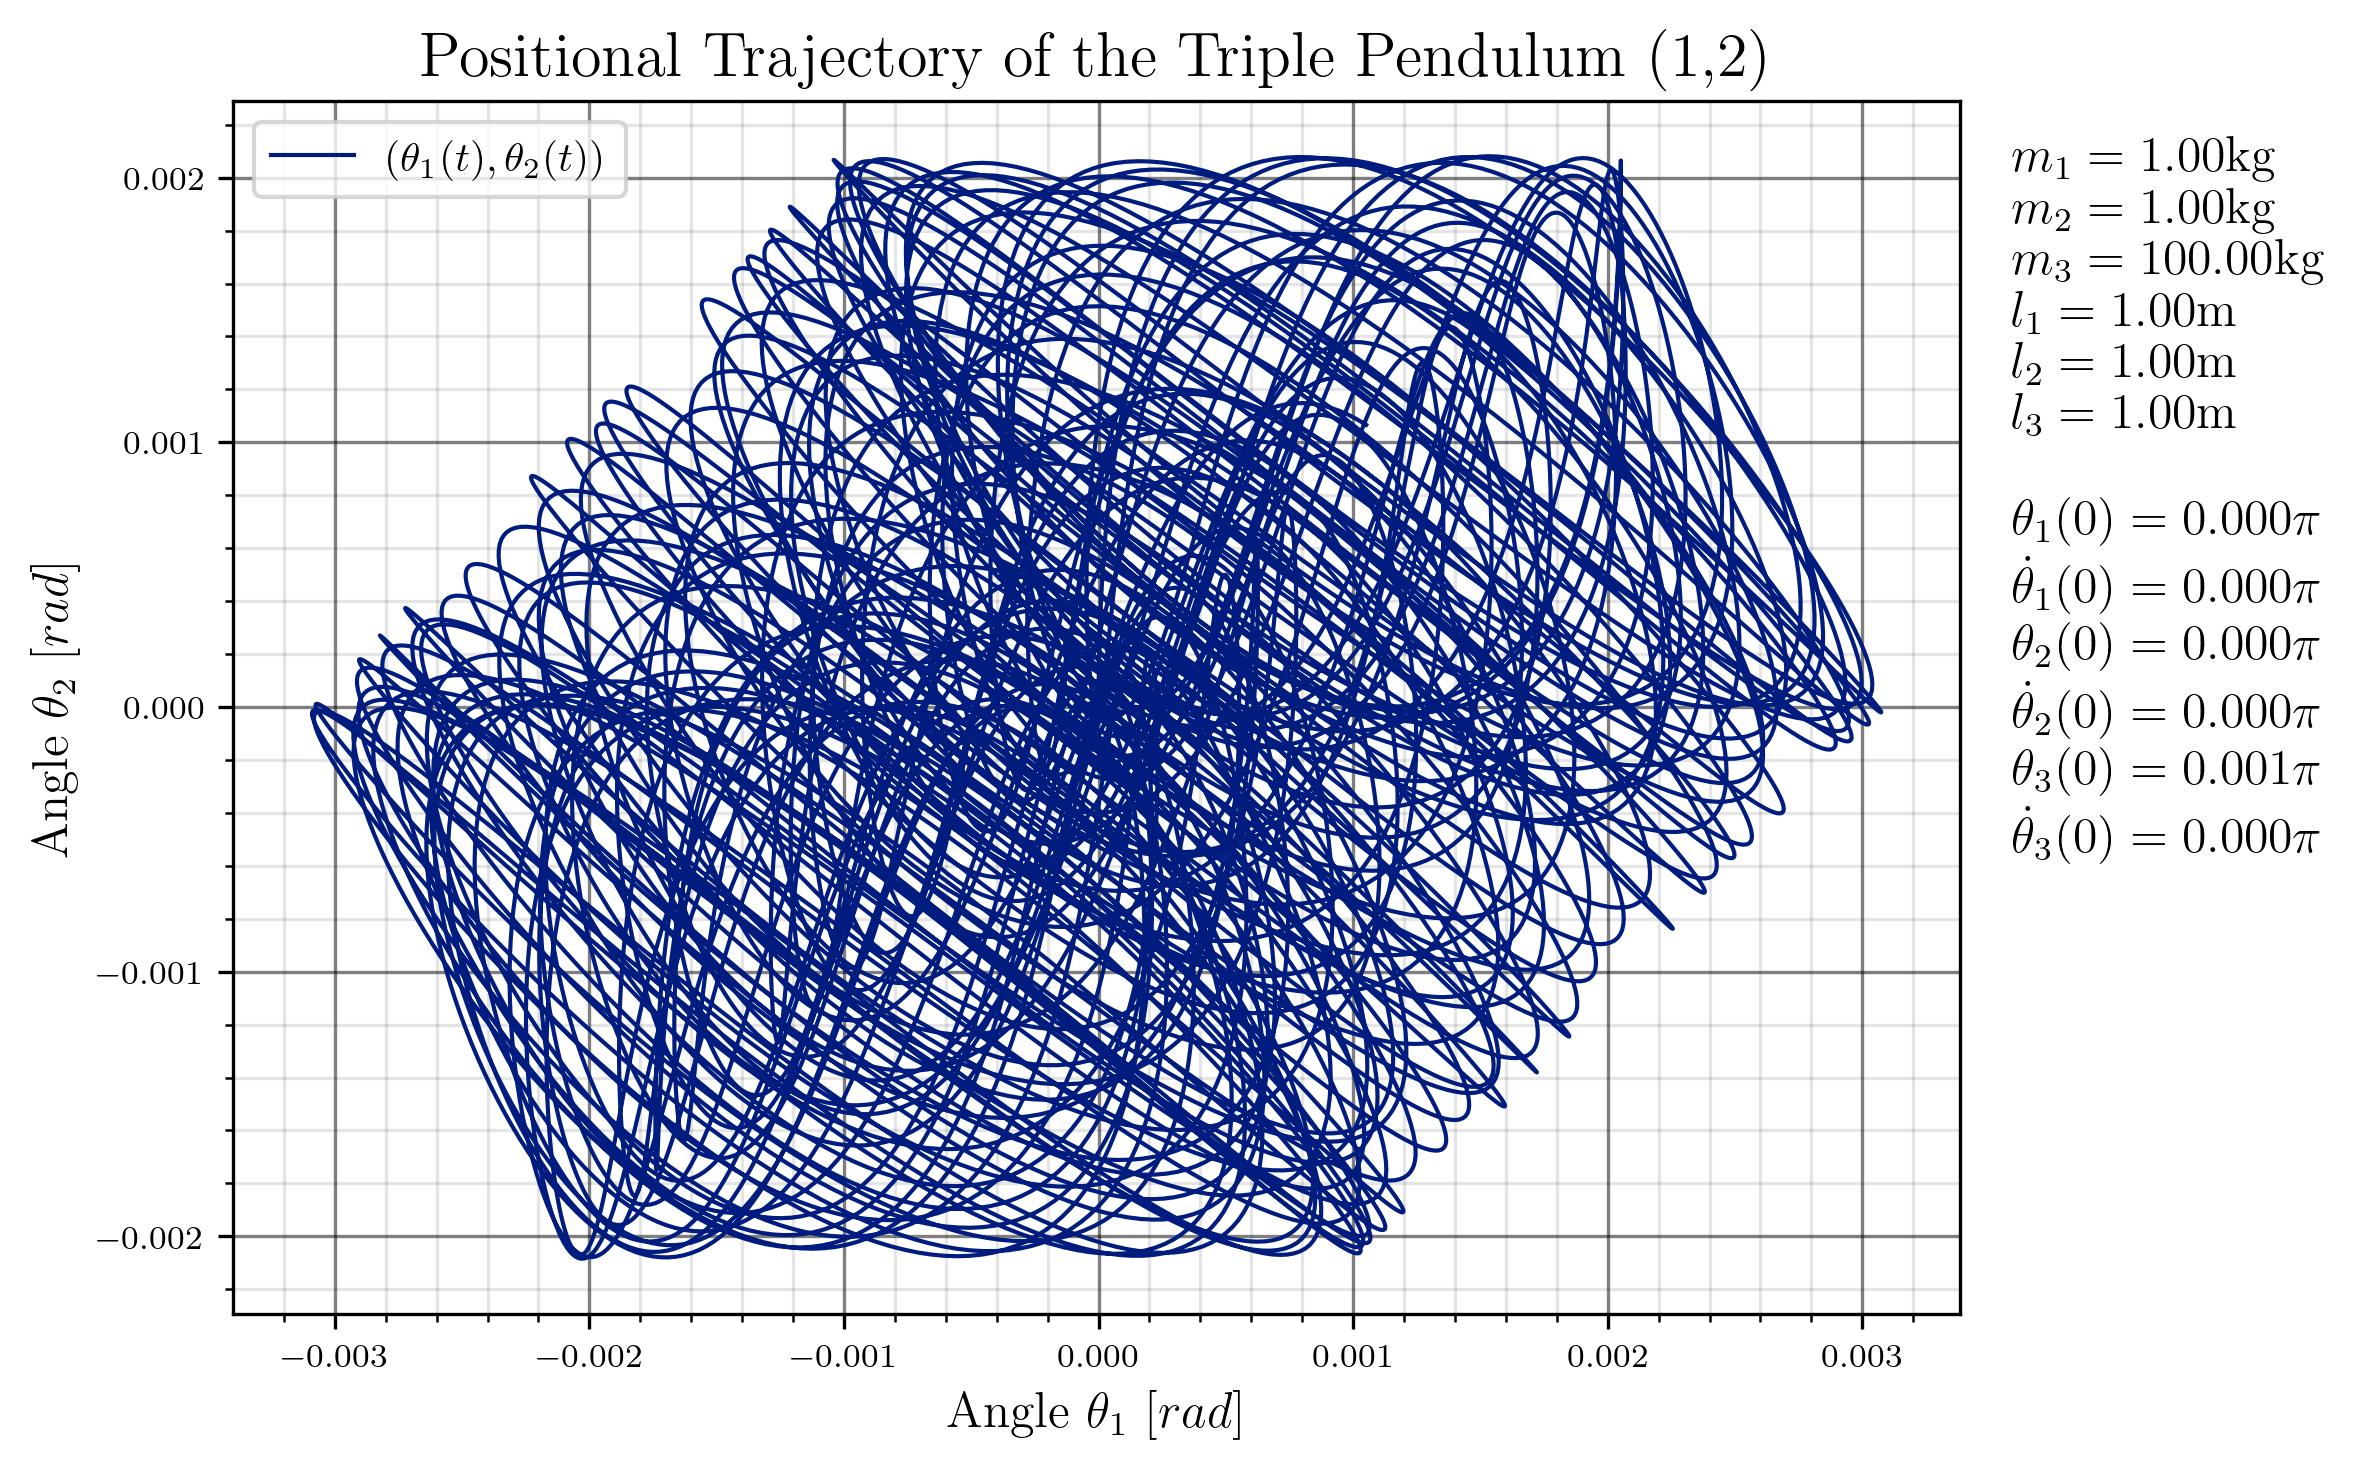 Positional Trajectory of the Triple Pendulum (1,2)
(θ₁(t), θ₂(t))
0.002
0.001
0.000
−0.001
−0.002
Angle θ₂ [rad]
−0.003
−0.002
−0.001
0.000
0.001
0.002
0.003
Angle θ₁ [rad]
m₁ = 1.00kg
m₂ = 1.00kg
m₃ = 100.00kg
l₁ = 1.00m
l₂ = 1.00m
l₃ = 1.00m
θ₁(0) = 0.000π
θ̇₁(0) = 0.000π
θ₂(0) = 0.000π
θ̇₂(0) = 0.000π
θ₃(0) = 0.001π
θ̇₃(0) = 0.000π